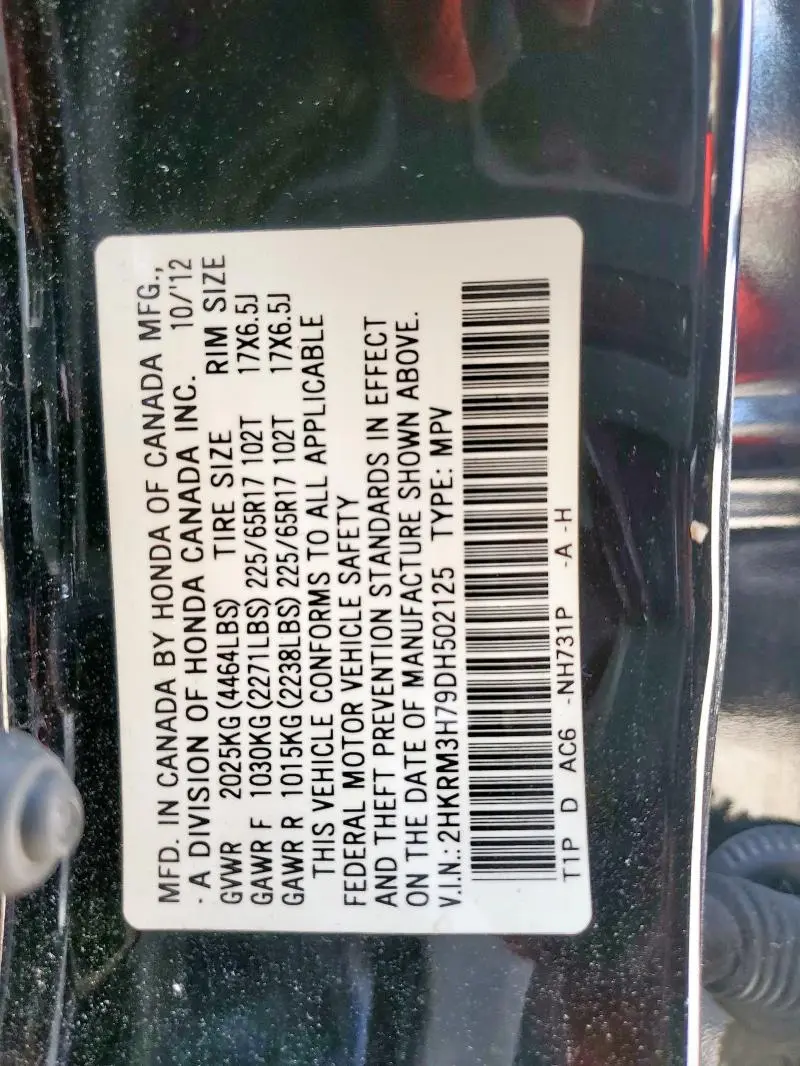 MFD. IN CANADA BY HONDA OF CANADA MFG.,
- A DIVISION OF HONDA CANADA INC. 10/'12
GVWR 2025KG(4464LBS) TIRE SIZE RIM SIZE
GAWR F 1030KG(2271LBS) 225/65R17 102T 17X6.5J
GAWR R 1015KG(2238LBS) 225/65R17 102T 17X6.5J
THIS VEHICLE CONFORMS TO ALL APPLICABLE
FEDERAL MOTOR VEHICLE SAFETY
AND THEFT PREVENTION STANDARDS IN EFFECT
ON THE DATE OF MANUFACTURE SHOWN ABOVE.
V.I.N.: 2HKRM3H79DH502125 TYPE: MPV
T1P D AC6 -NH731P -A -H